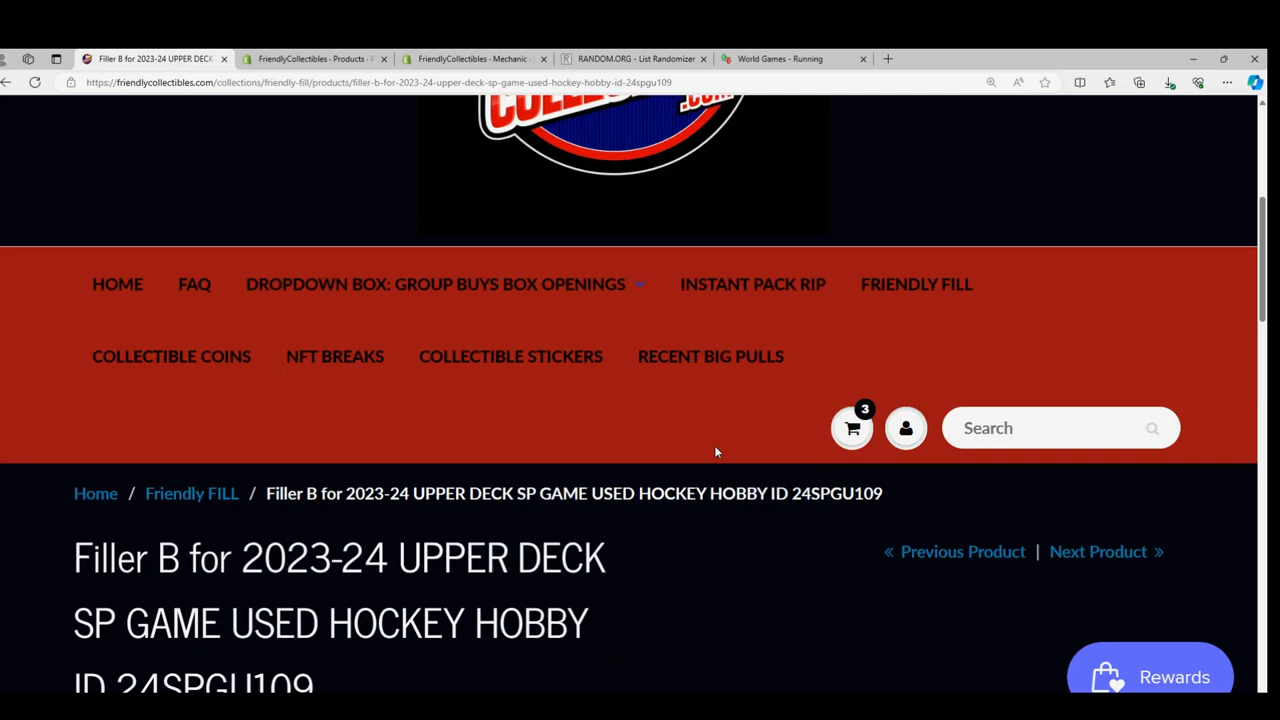 Filler B for 2023-24 UPPER DECK
FriendlyCollectibles - Products - F
FriendlyCollectibles - Mechanic -
RANDOM.ORG - List Randomizer
World Games - Running
https://friendlycollectibles.com/collections/friendly-fill/products/filler-b-for-2023-24-upper-deck-sp-game-used-hockey-hobby-id-24spgu109
COLLEC
.COM
HOME FAQ DROPDOWN BOX: GROUP BUYS BOX OPENINGS INSTANT PACK RIP FRIENDLY FILL
COLLECTIBLE COINS NFT BREAKS COLLECTIBLE STICKERS RECENT BIG PULLS
3
Search
Home / Friendly FILL / Filler B for 2023-24 UPPER DECK SP GAME USED HOCKEY HOBBY ID 24SPGU109
« Previous Product | Next Product »
Filler B for 2023-24 UPPER DECK
SP GAME USED HOCKEY HOBBY
ID 24SPGU109
Rewards